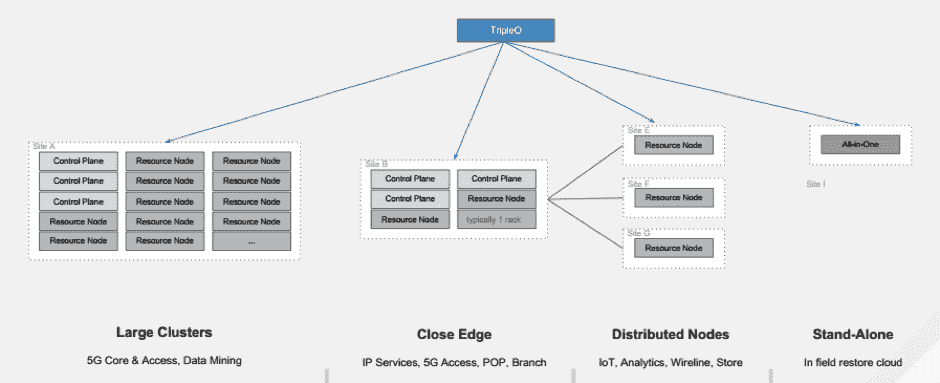 TripleO
Site A
Control Plane Resource Node Resource Node
Control Plane Resource Node Resource Node
Control Plane Resource Node Resource Node
Resource Node Resource Node Resource Node
Resource Node Resource Node ...
Site B
Control Plane Control Plane
Control Plane Resource Node
Resource Node typically 1 rack
Site E
Resource Node
Site F
Resource Node
Site G
Resource Node
All-in-One
Site I
Large Clusters
5G Core & Access, Data Mining
Close Edge
IP Services, 5G Access, POP, Branch
Distributed Nodes
IoT, Analytics, Wireline, Store
Stand-Alone
In field restore cloud